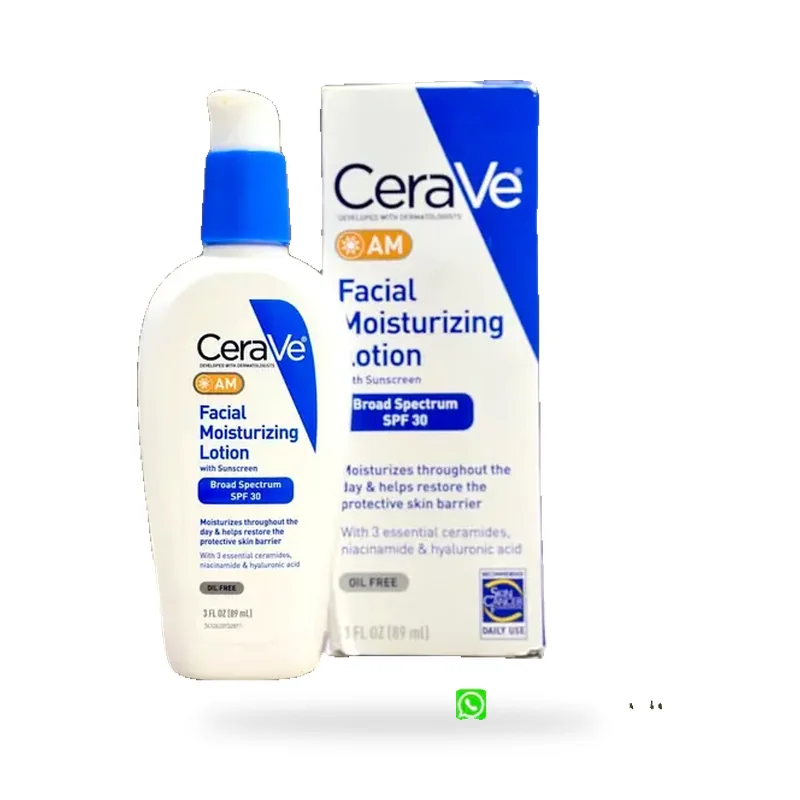 CeraVe®
DEVELOPED WITH DERMATOLOGISTS
AM
Facial
Moisturizing
Lotion
with Sunscreen
Broad Spectrum
SPF 30
Moisturizes throughout the
day & helps restore the
protective skin barrier
With 3 essential ceramides,
niacinamide & hyaluronic acid
OIL FREE
3 FL OZ (89 mL)
CeraVe®
DEVELOPED WITH DERMATOLOGISTS
AM
Facial
Moisturizing
Lotion
with Sunscreen
Broad Spectrum
SPF 30
Moisturizes throughout the
day & helps restore the
protective skin barrier
With 3 essential ceramides,
niacinamide & hyaluronic acid
OIL FREE
3 FL OZ (89 ml)
RECOMMENDED
SKIN
CANCER
DAILY USE